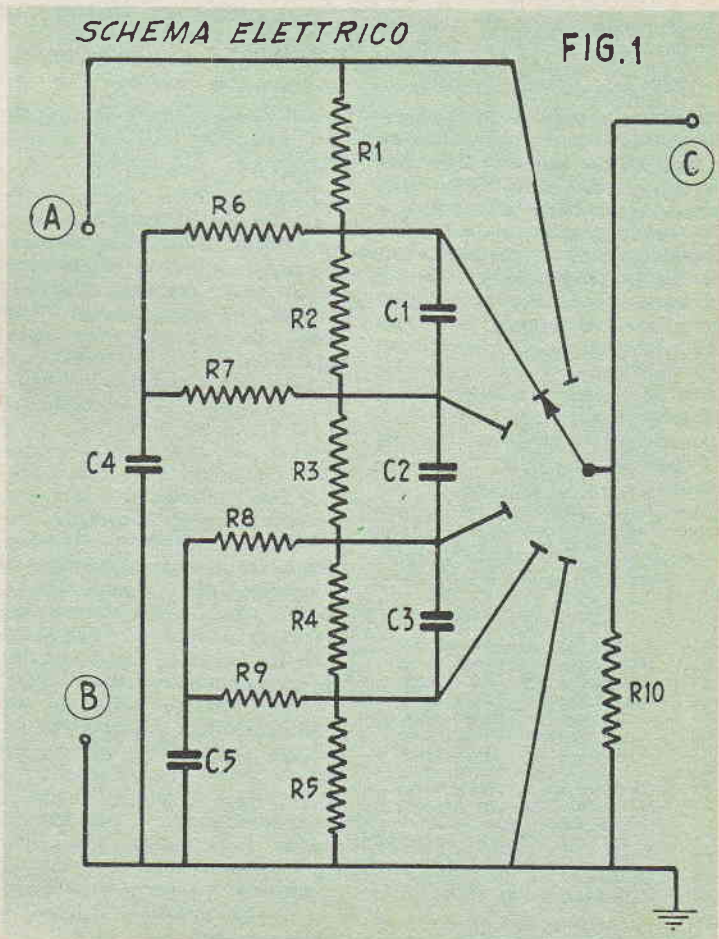 SCHEMA ELETTRICO
FIG.1
R1
C
A
R6
R2
C1
R7
C4
R3
C2
R8
R4
C3
R9
B
R10
C5
R5